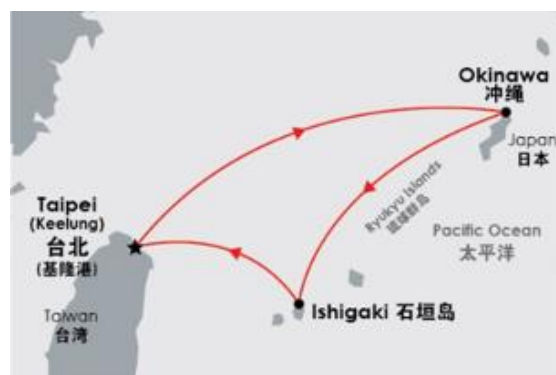 Okinawa
冲绳
Japan
日本
Ryukyu Islands
琉球群岛
Taipei
(Keelung)
台北
(基隆港)
Pacific Ocean
太平洋
Ishigaki 石垣岛
Taiwan
台湾